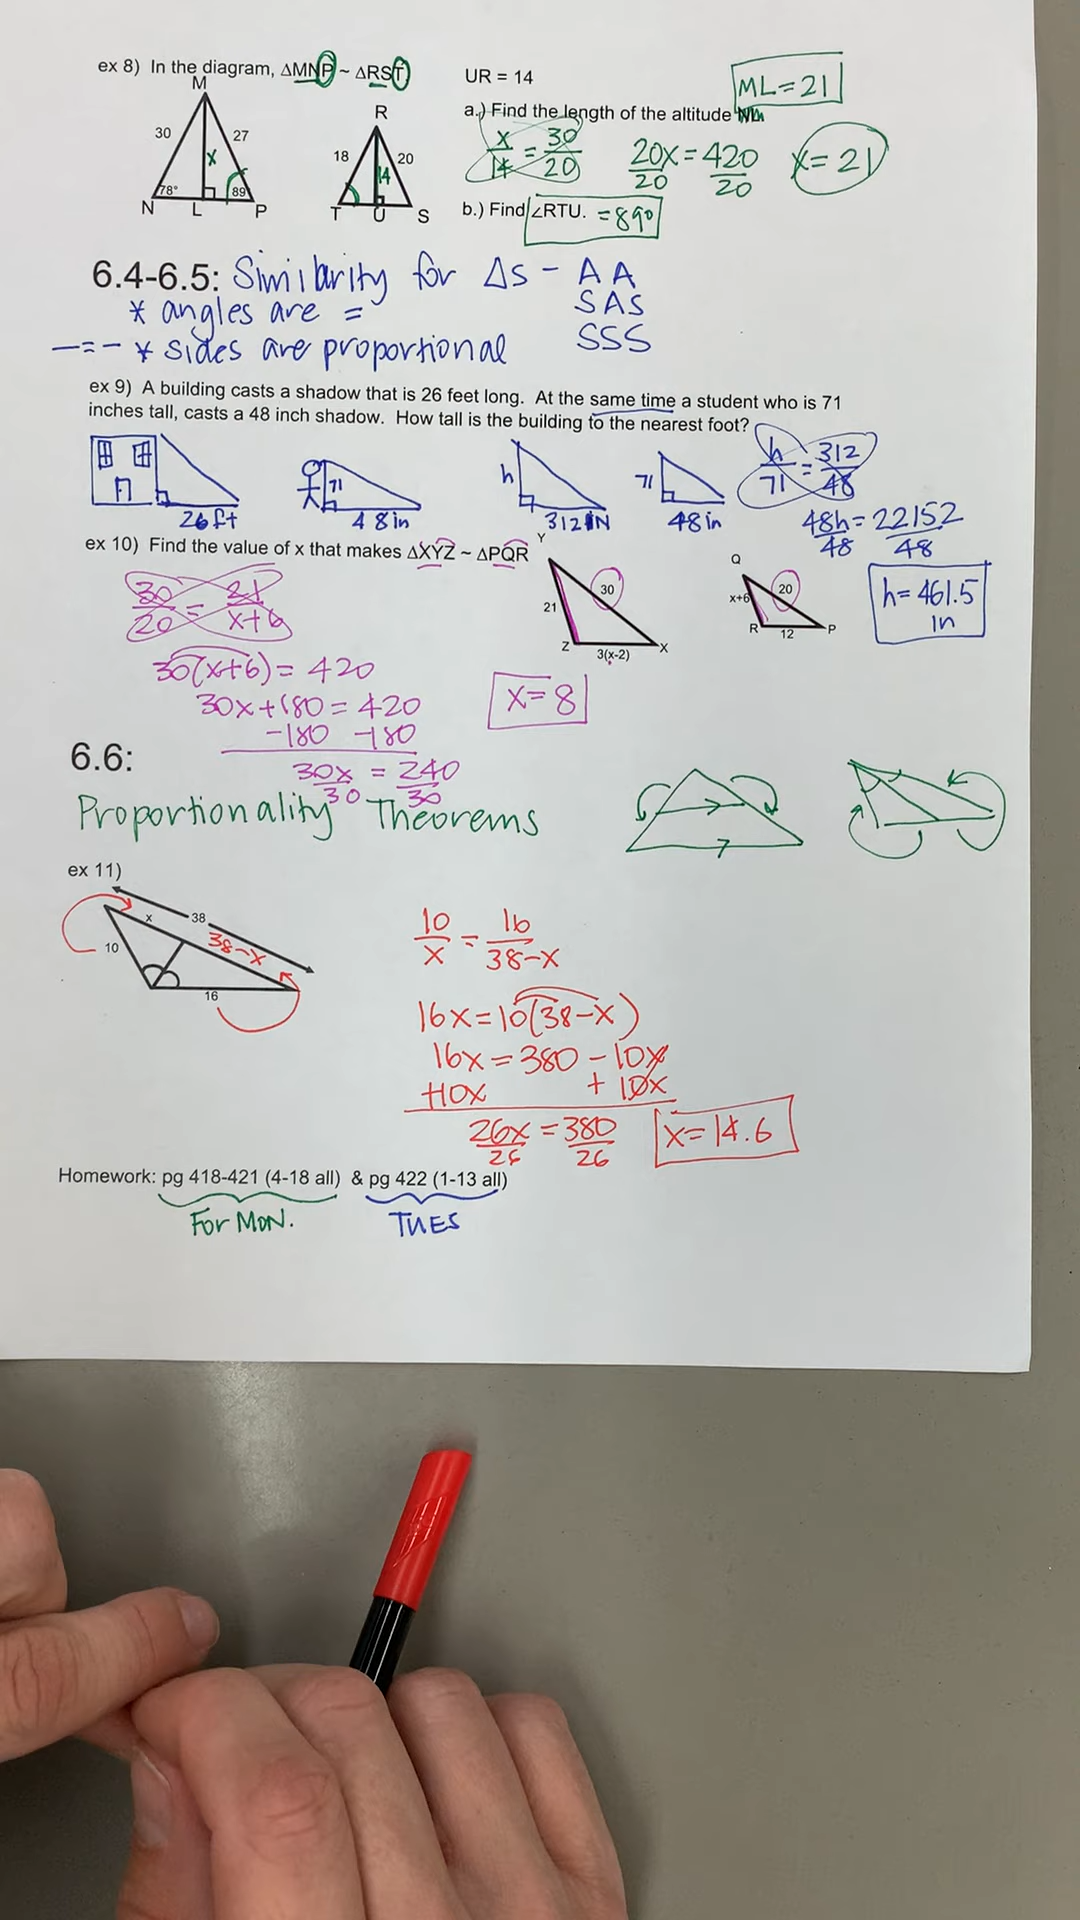 ex 8) In the diagram, ΔMNP ~ ΔRST
UR = 14
ML = 21
a.) Find the length of the altitude
x/14 = 30/20
20x = 420
20 20
x = 21
b.) Find ∠RTU. = 89°
M
30
27
x
78°
89
N L P
R
18
20
14
T U S
6.4-6.5: Similarity for Δs - AA
SAS
SSS
* angles are =
-=- * sides are proportional
ex 9) A building casts a shadow that is 26 feet long. At the same time a student who is 71
inches tall, casts a 48 inch shadow. How tall is the building to the nearest foot?
26 ft
71
48 in
h
312 IN
71
48 in
h/71 = 312/48
48h = 22152
48 48
h = 461.5
in
ex 10) Find the value of x that makes ΔXYZ ~ ΔPQR
Y
30
21
Z
3(x-2)
X
Q
20
x+6
R
12
P
30/20 = 21/x+6
30(x+6) = 420
30x+180 = 420
-180 -180
30x = 240
30 30
x = 8
6.6:
Proportionality Theorems
ex 11)
x
38
38-x
10
16
10/x = 16/38-x
16x = 10(38-x)
16x = 380 - 10x
+10x + 10x
26x = 380
26 26
x = 14.6
Homework: pg 418-421 (4-18 all) & pg 422 (1-13 all)
For MON.
TUES